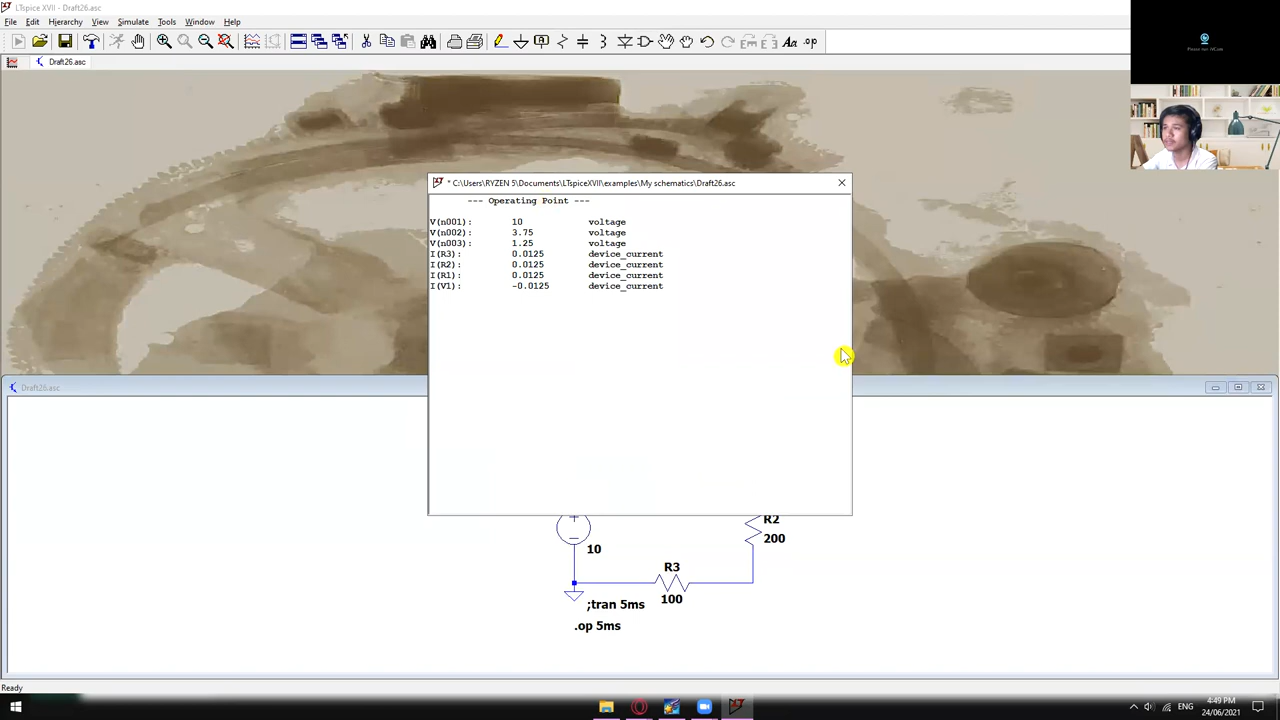 LTspice XVII - Draft26.asc
File Edit Hierarchy View Simulate Tools Window Help
Draft26.asc
* C:\Users\RYZEN 5\Documents\LTspiceXVII\examples\My schematics\Draft26.asc
--- Operating Point ---
V(n001): 10 voltage
V(n002): 3.75 voltage
V(n003): 1.25 voltage
I(R3): 0.0125 device_current
I(R2): 0.0125 device_current
I(R1): 0.0125 device_current
I(V1): -0.0125 device_current
Draft26.asc
R2
200
10
R3
100
;tran 5ms
.op 5ms
Ready
ENG
4:49 PM
24/06/2021